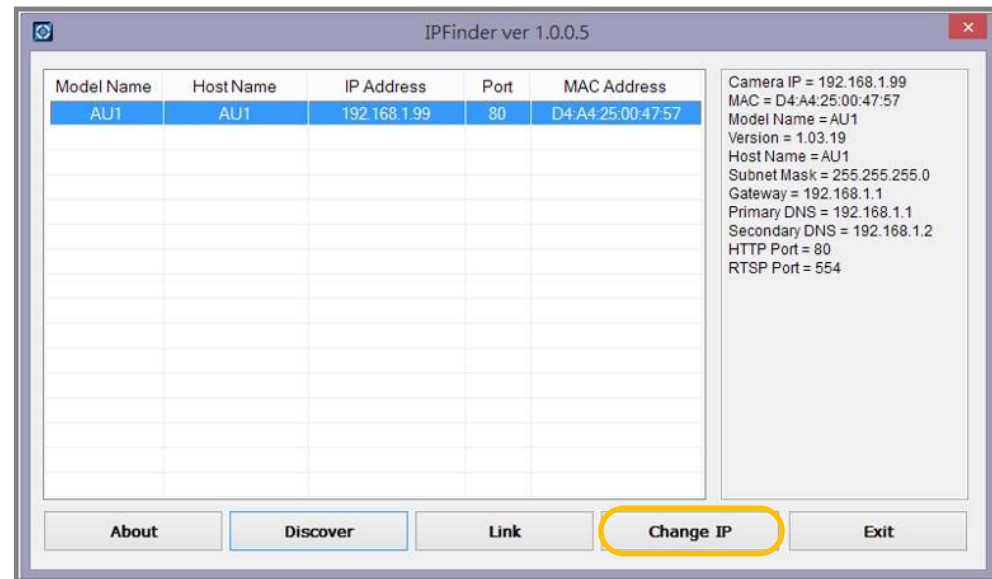 IPFinder ver 1.0.0.5
Model Name Host Name IP Address Port MAC Address
AU1 AU1 192.168.1.99 80 D4:A4:25:00:47:57
Camera IP = 192.168.1.99
MAC = D4:A4:25:00:47:57
Model Name = AU1
Version = 1.03.19
Host Name = AU1
Subnet Mask = 255.255.255.0
Gateway = 192.168.1.1
Primary DNS = 192.168.1.1
Secondary DNS = 192.168.1.2
HTTP Port = 80
RTSP Port = 554
About Discover Link Change IP Exit